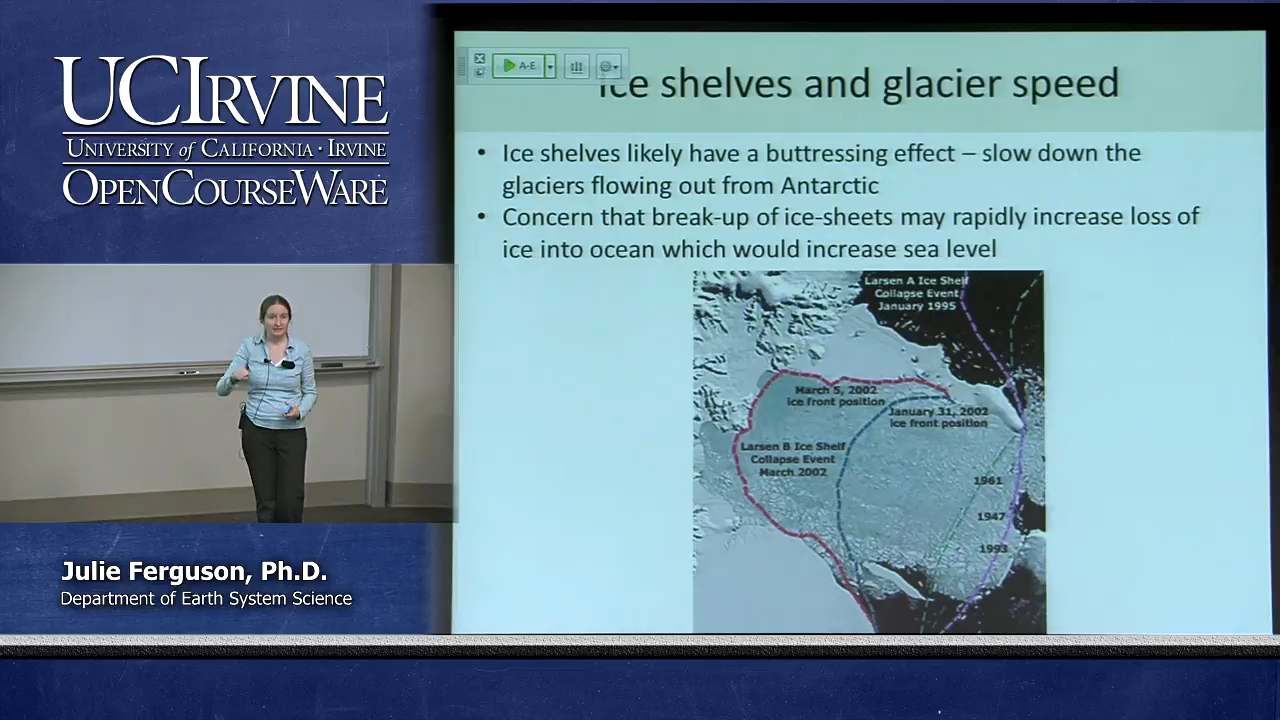 UCIRVINE
UNIVERSITY of CALIFORNIA · IRVINE
OPENCOURSEWARE
Julie Ferguson, Ph.D.
Department of Earth System Science
A-E
Ice shelves and glacier speed
• Ice shelves likely have a buttressing effect – slow down the
glaciers flowing out from Antarctic
• Concern that break-up of ice-sheets may rapidly increase loss of
ice into ocean which would increase sea level
Larsen A Ice Shelf
Collapse Event
January 1995
March 5, 2002
ice front position
January 31, 2002
ice front position
Larsen B Ice Shelf
Collapse Event
March 2002
1961
1947
1993